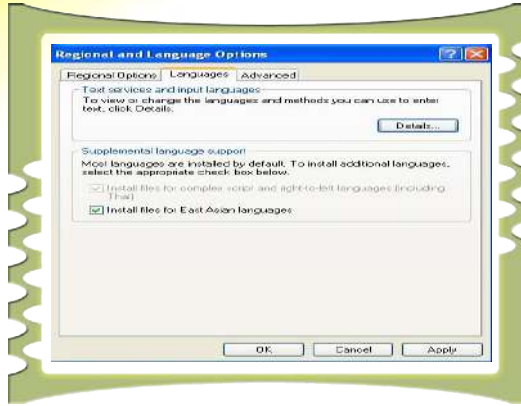 Regional and Language Options
Regional Options Languages Advanced
Text services and input languages
To view or change the languages and methods you can use to enter
text, click Details.
Details...
Supplemental language support
Most languages are installed by default. To install additional languages,
select the appropriate check box below.
Install files for complex script and right-to-left languages (including
Thai)
Install files for East Asian languages
OK Cancel Apply